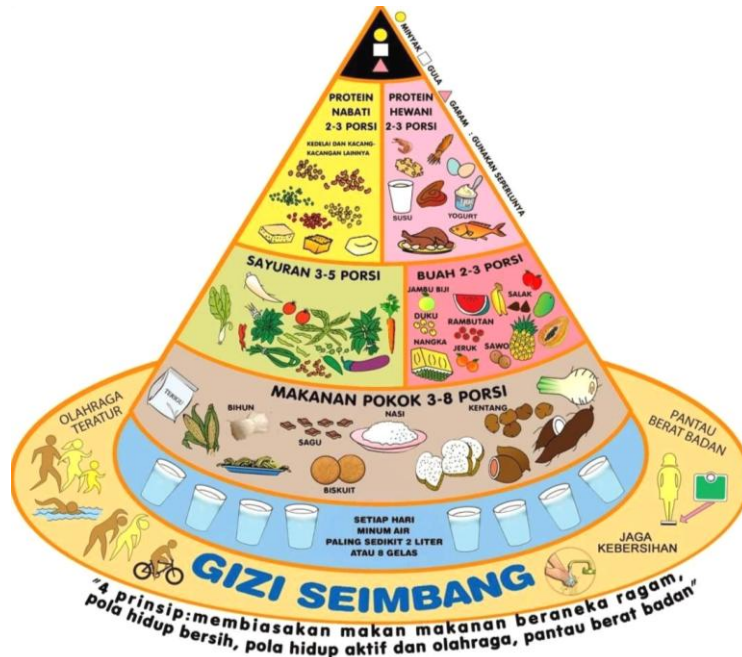 MINYAK
GULA
GARAM : GUNAKAN SEPERLUNYA
PROTEIN
NABATI
2-3 PORSI
KEDELAI DAN KACANG-
KACANGAN LAINNYA
PROTEIN
HEWANI
2-3 PORSI
SUSU
YOGURT
SAYURAN 3-5 PORSI
BUAH 2-3 PORSI
JAMBU BIJI
SALAK
DUKU
RAMBUTAN
NANGKA
JERUK
SAWO
MAKANAN POKOK 3-8 PORSI
TERIGU
BIHUN
SAGU
NASI
KENTANG
BISKUIT
OLAHRAGA
TERATUR
PANTAU
BERAT BADAN
SETIAP HARI
MINUM AIR
PALING SEDIKIT 2 LITER
ATAU 8 GELAS
JAGA
KEBERSIHAN
GIZI SEIMBANG
"4 prinsip:membiasakan makan makanan beraneka ragam,
pola hidup bersih, pola hidup aktif dan olahraga, pantau berat badan"